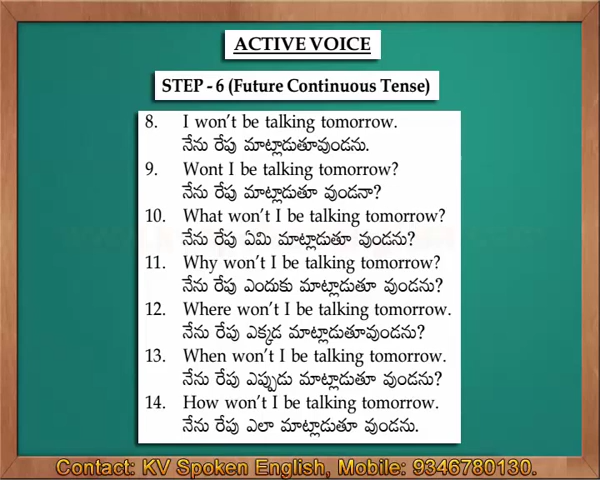 ACTIVE VOICE
STEP - 6 (Future Continuous Tense)
8. I won't be talking tomorrow.
నేను రేపు మాట్లాడుతూవుండను.
9. Wont I be talking tomorrow?
నేను రేపు మాట్లాడుతూ వుండనా?
10. What won't I be talking tomorrow?
నేను రేపు ఏమి మాట్లాడుతూ వుండను?
11. Why won't I be talking tomorrow?
నేను రేపు ఎందుకు మాట్లాడుతూ వుండను?
12. Where won't I be talking tomorrow.
నేను రేపు ఎక్కడ మాట్లాడుతూవుండను?
13. When won't I be talking tomorrow.
నేను రేపు ఎప్పుడు మాట్లాడుతూ వుండను?
14. How won't I be talking tomorrow.
నేను రేపు ఎలా మాట్లాడుతూ వుండను.
Contact: KV Spoken English, Mobile: 9346780130.